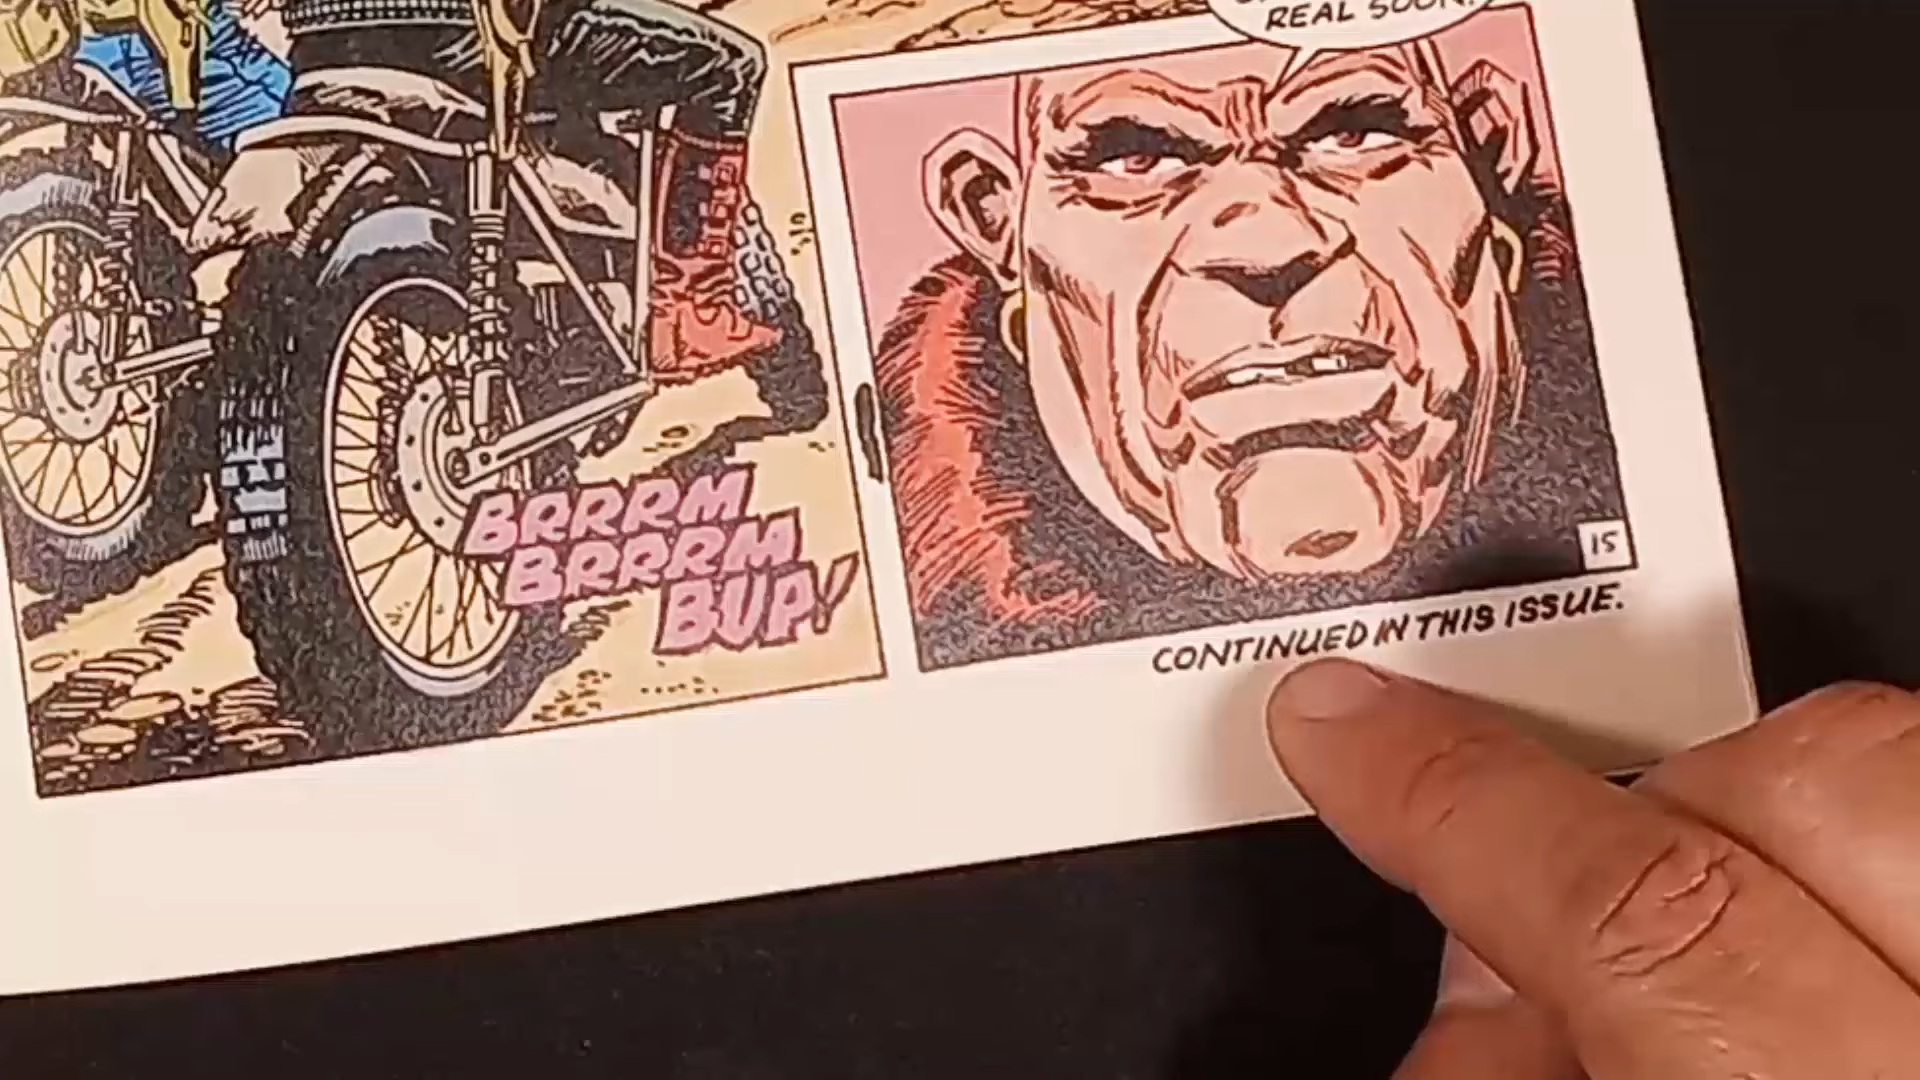 REAL SOON.
BRRRM
BRRRM
BUP!
15
CONTINUED IN THIS ISSUE.